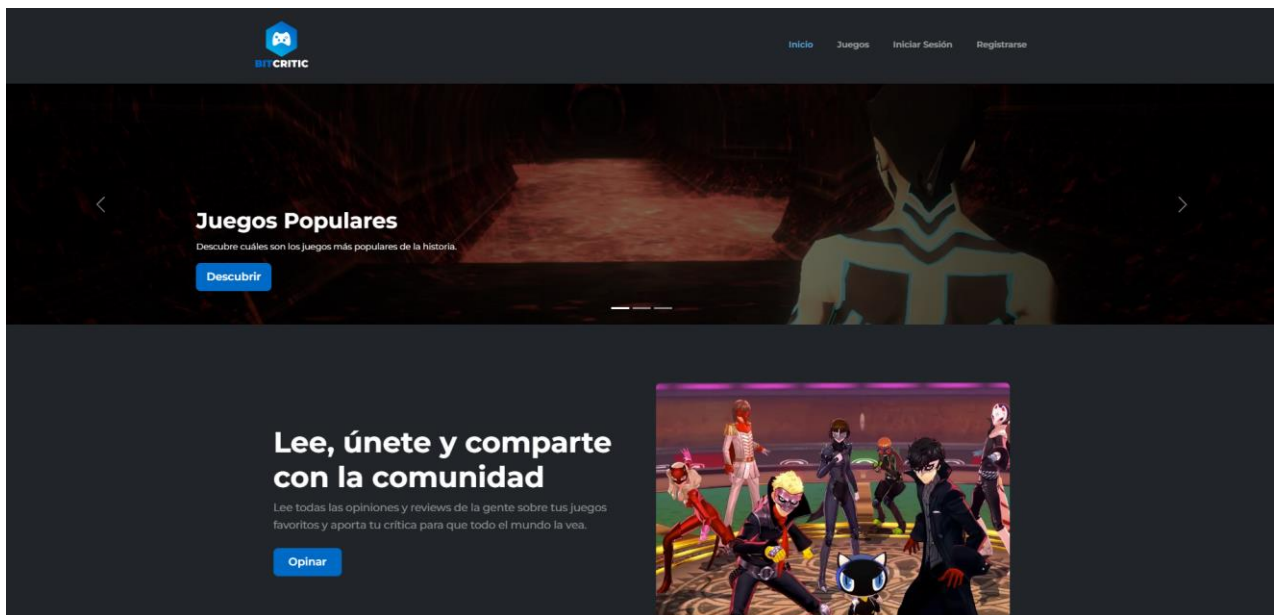 BITCRITIC
Inicio Juegos Iniciar Sesión Registrarse
Juegos Populares
Descubre cuáles son los juegos más populares de la historia.
Descubrir
Lee, únete y comparte
con la comunidad
Lee todas las opiniones y reviews de la gente sobre tus juegos
favoritos y aporta tu crítica para que todo el mundo la vea.
Opinar